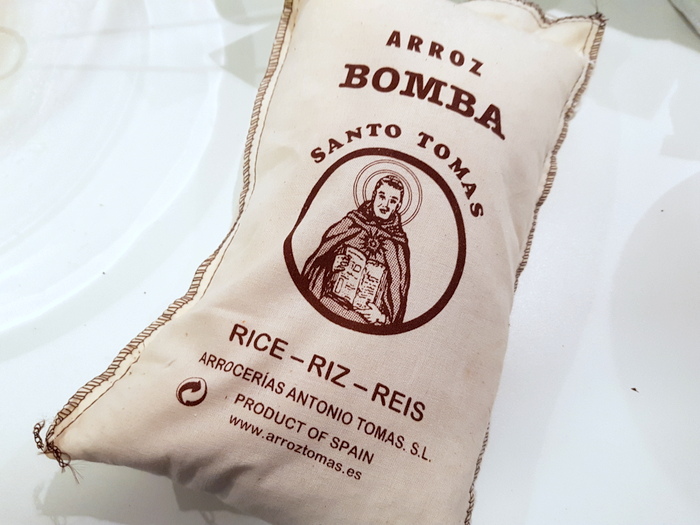 ARROZ
BOMBA
SANTO TOMAS
RICE – RIZ – REIS
ARROCERÍAS ANTONIO TOMAS. S.L.
PRODUCT OF SPAIN
www.arroztomas.es